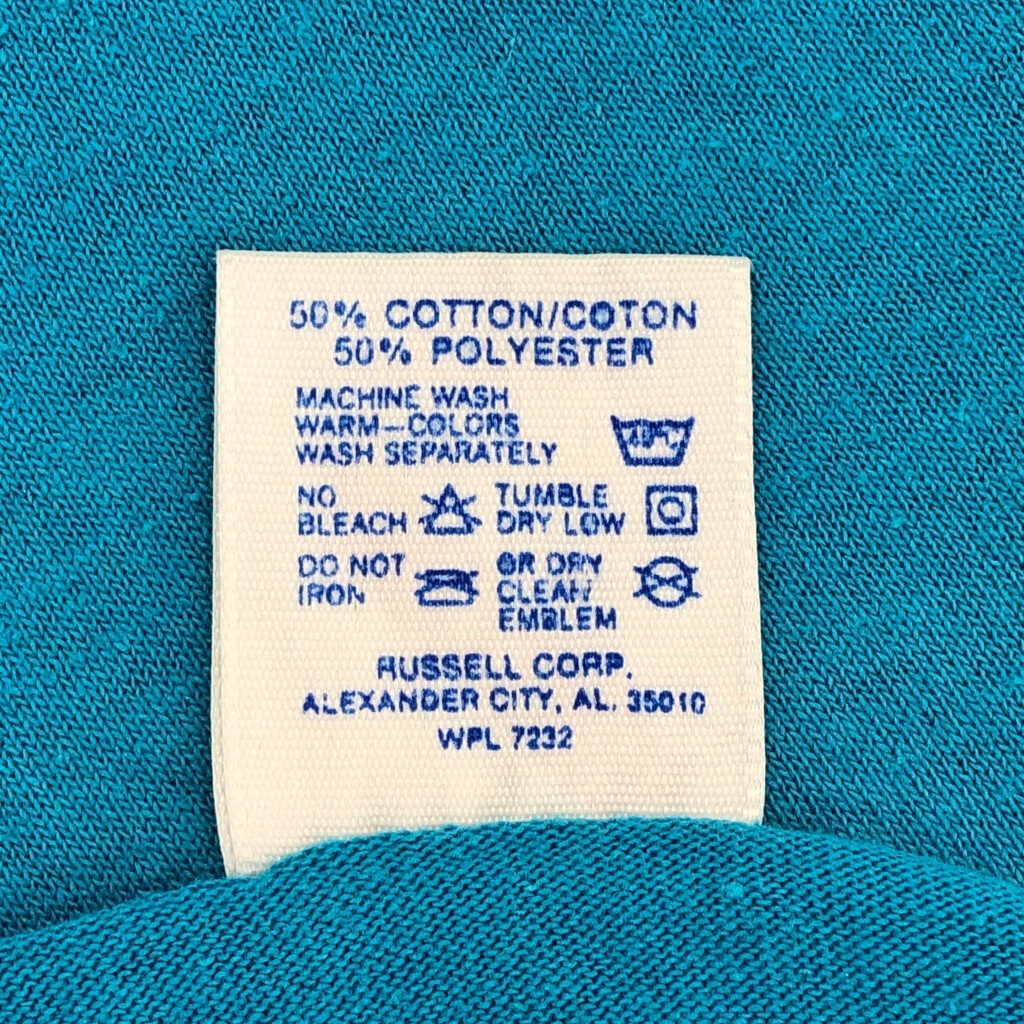 50% COTTON/COTON
50% POLYESTER
MACHINE WASH
WARM—COLORS
WASH SEPARATELY
NO
BLEACH
TUMBLE
DRY LOW
DO NOT
IRON
OR DRY
CLEAN
EMBLEM
RUSSELL CORP.
ALEXANDER CITY, AL. 35010
WPL 7232